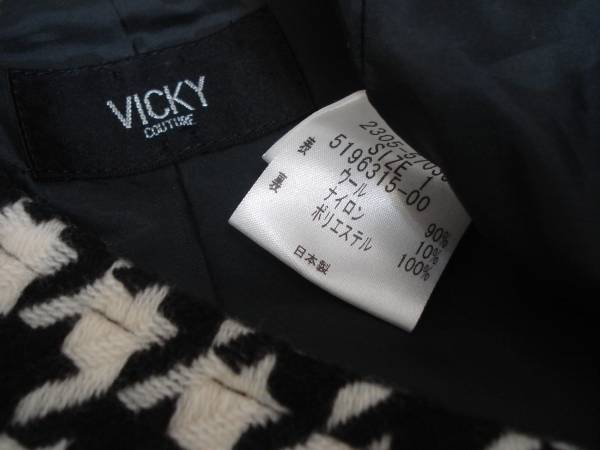 VICKY
COUTURE
SIZE 1
5196315-00
表 ウール 90%
ナイロン 10%
裏 ポリエステル 100%
日本製